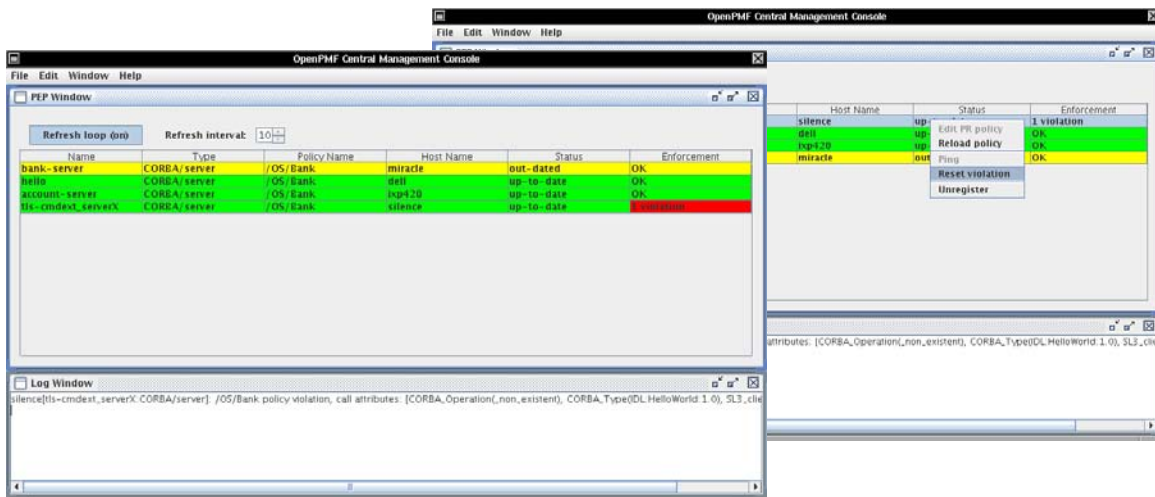 OpenPMF Central Management Console
File Edit Window Help
Host Name Status Enforcement
silence up- 1 violation
dell up- OK
ixp420 up- OK
miracle out OK
Edit PR policy
Reload policy
Ping
Reset violation
Unregister
attributes: [CORBA_Operation(_non_existent), CORBA_Type(IDL:HelloWorld:1.0), SL3_clie
OpenPMF Central Management Console
File Edit Window Help
PEP Window
Refresh loop (on) Refresh interval: 10
Name Type Policy Name Host Name Status Enforcement
bank-server CORBA/server /OS/Bank miracle out-dated OK
hello CORBA/server /OS/Bank dell up-to-date OK
account-server CORBA/server /OS/Bank ixp420 up-to-date OK
tls-cmdext_serverX CORBA/server /OS/Bank silence up-to-date 1 violation
Log Window
silence[tls-cmdext_serverX:CORBA/server]: /OS/Bank policy violation, call attributes: [CORBA_Operation(_non_existent), CORBA_Type(IDL:HelloWorld:1.0), SL3_clie